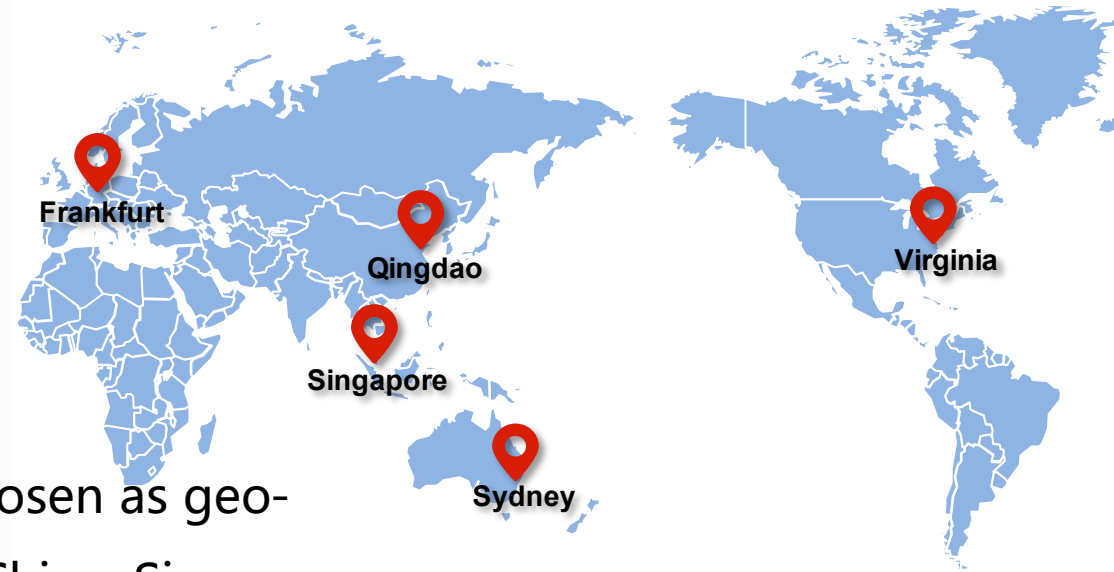 Frankfurt
Qingdao
Virginia
Singapore
Sydney
osen as geo-